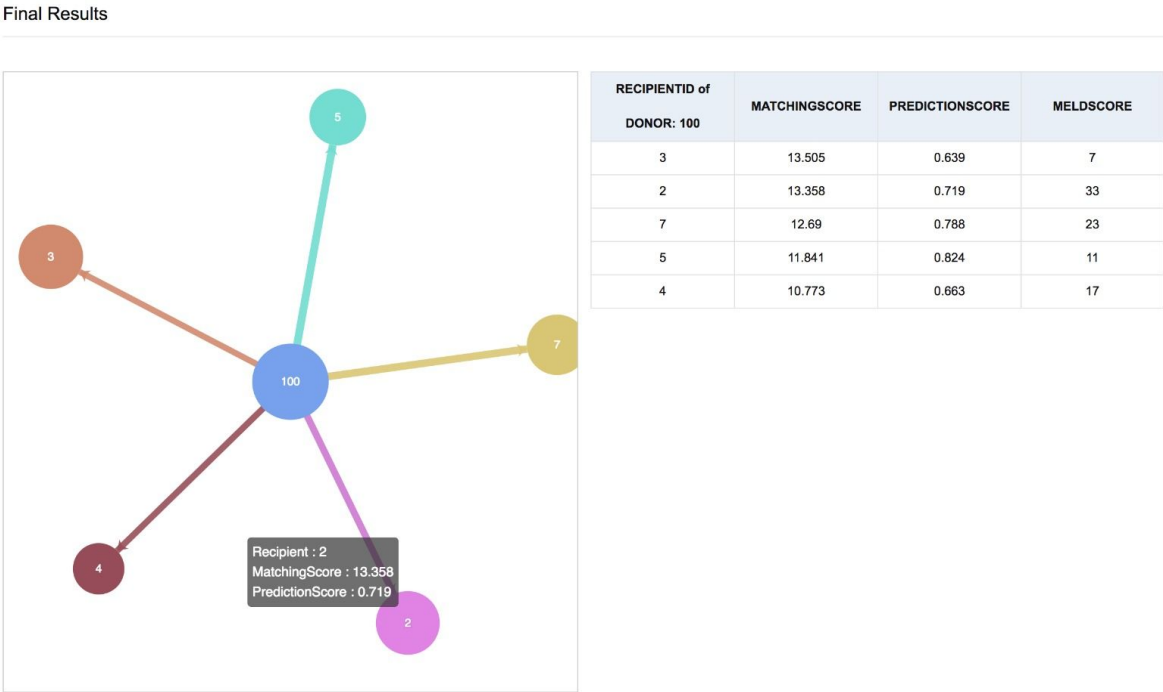 Final Results
5
3
7
100
4
2
Recipient : 2
MatchingScore : 13.358
PredictionScore : 0.719
RECIPIENTID of DONOR: 100 MATCHINGSCORE PREDICTIONSCORE MELDSCORE
3 13.505 0.639 7
2 13.358 0.719 33
7 12.69 0.788 23
5 11.841 0.824 11
4 10.773 0.663 17